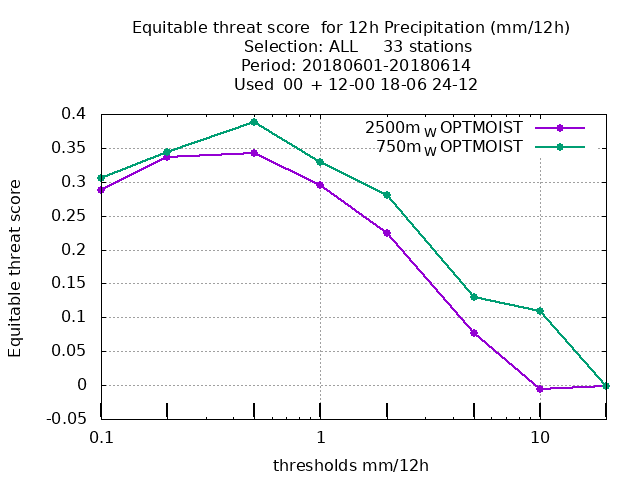 Equitable threat score  for 12h Precipitation (mm/12h)
Selection: ALL     33 stations
Period: 20180601-20180614
Used  00  + 12-00 18-06 24-12
2500m W OPTMOIST
750m W OPTMOIST
0.4
0.35
0.3
0.25
0.2
0.15
0.1
0.05
0
-0.05
Equitable threat score
0.1
1
10
thresholds mm/12h